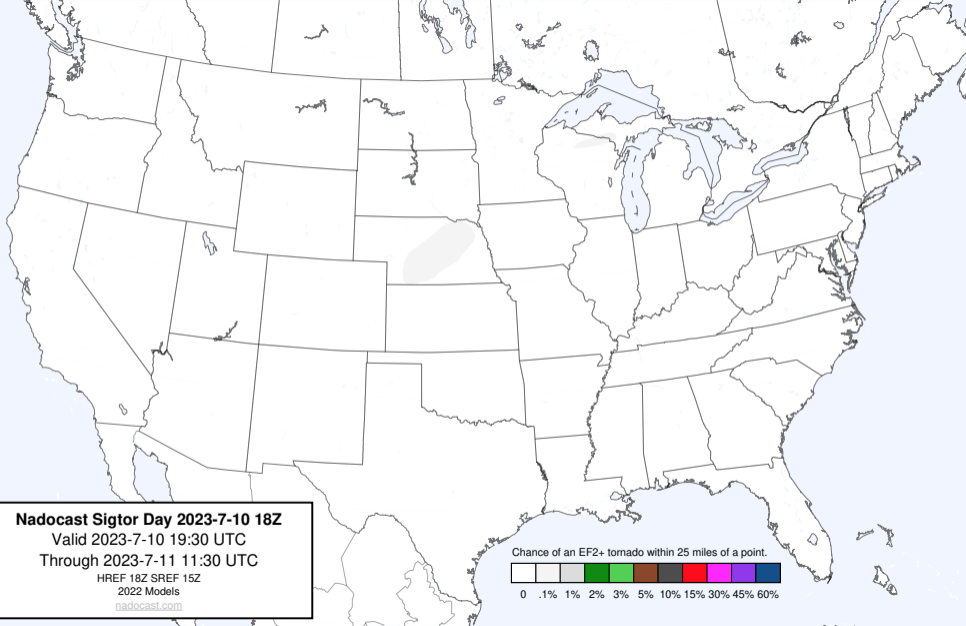 Nadocast Sigtor Day 2023-7-10 18Z
Valid 2023-7-10 19:30 UTC
Through 2023-7-11 11:30 UTC
HREF 18Z SREF 15Z
2022 Models
nadocast.com
Chance of an EF2+ tornado within 25 miles of a point.
0 .1% 1% 2% 3% 5% 10% 15% 30% 45% 60%